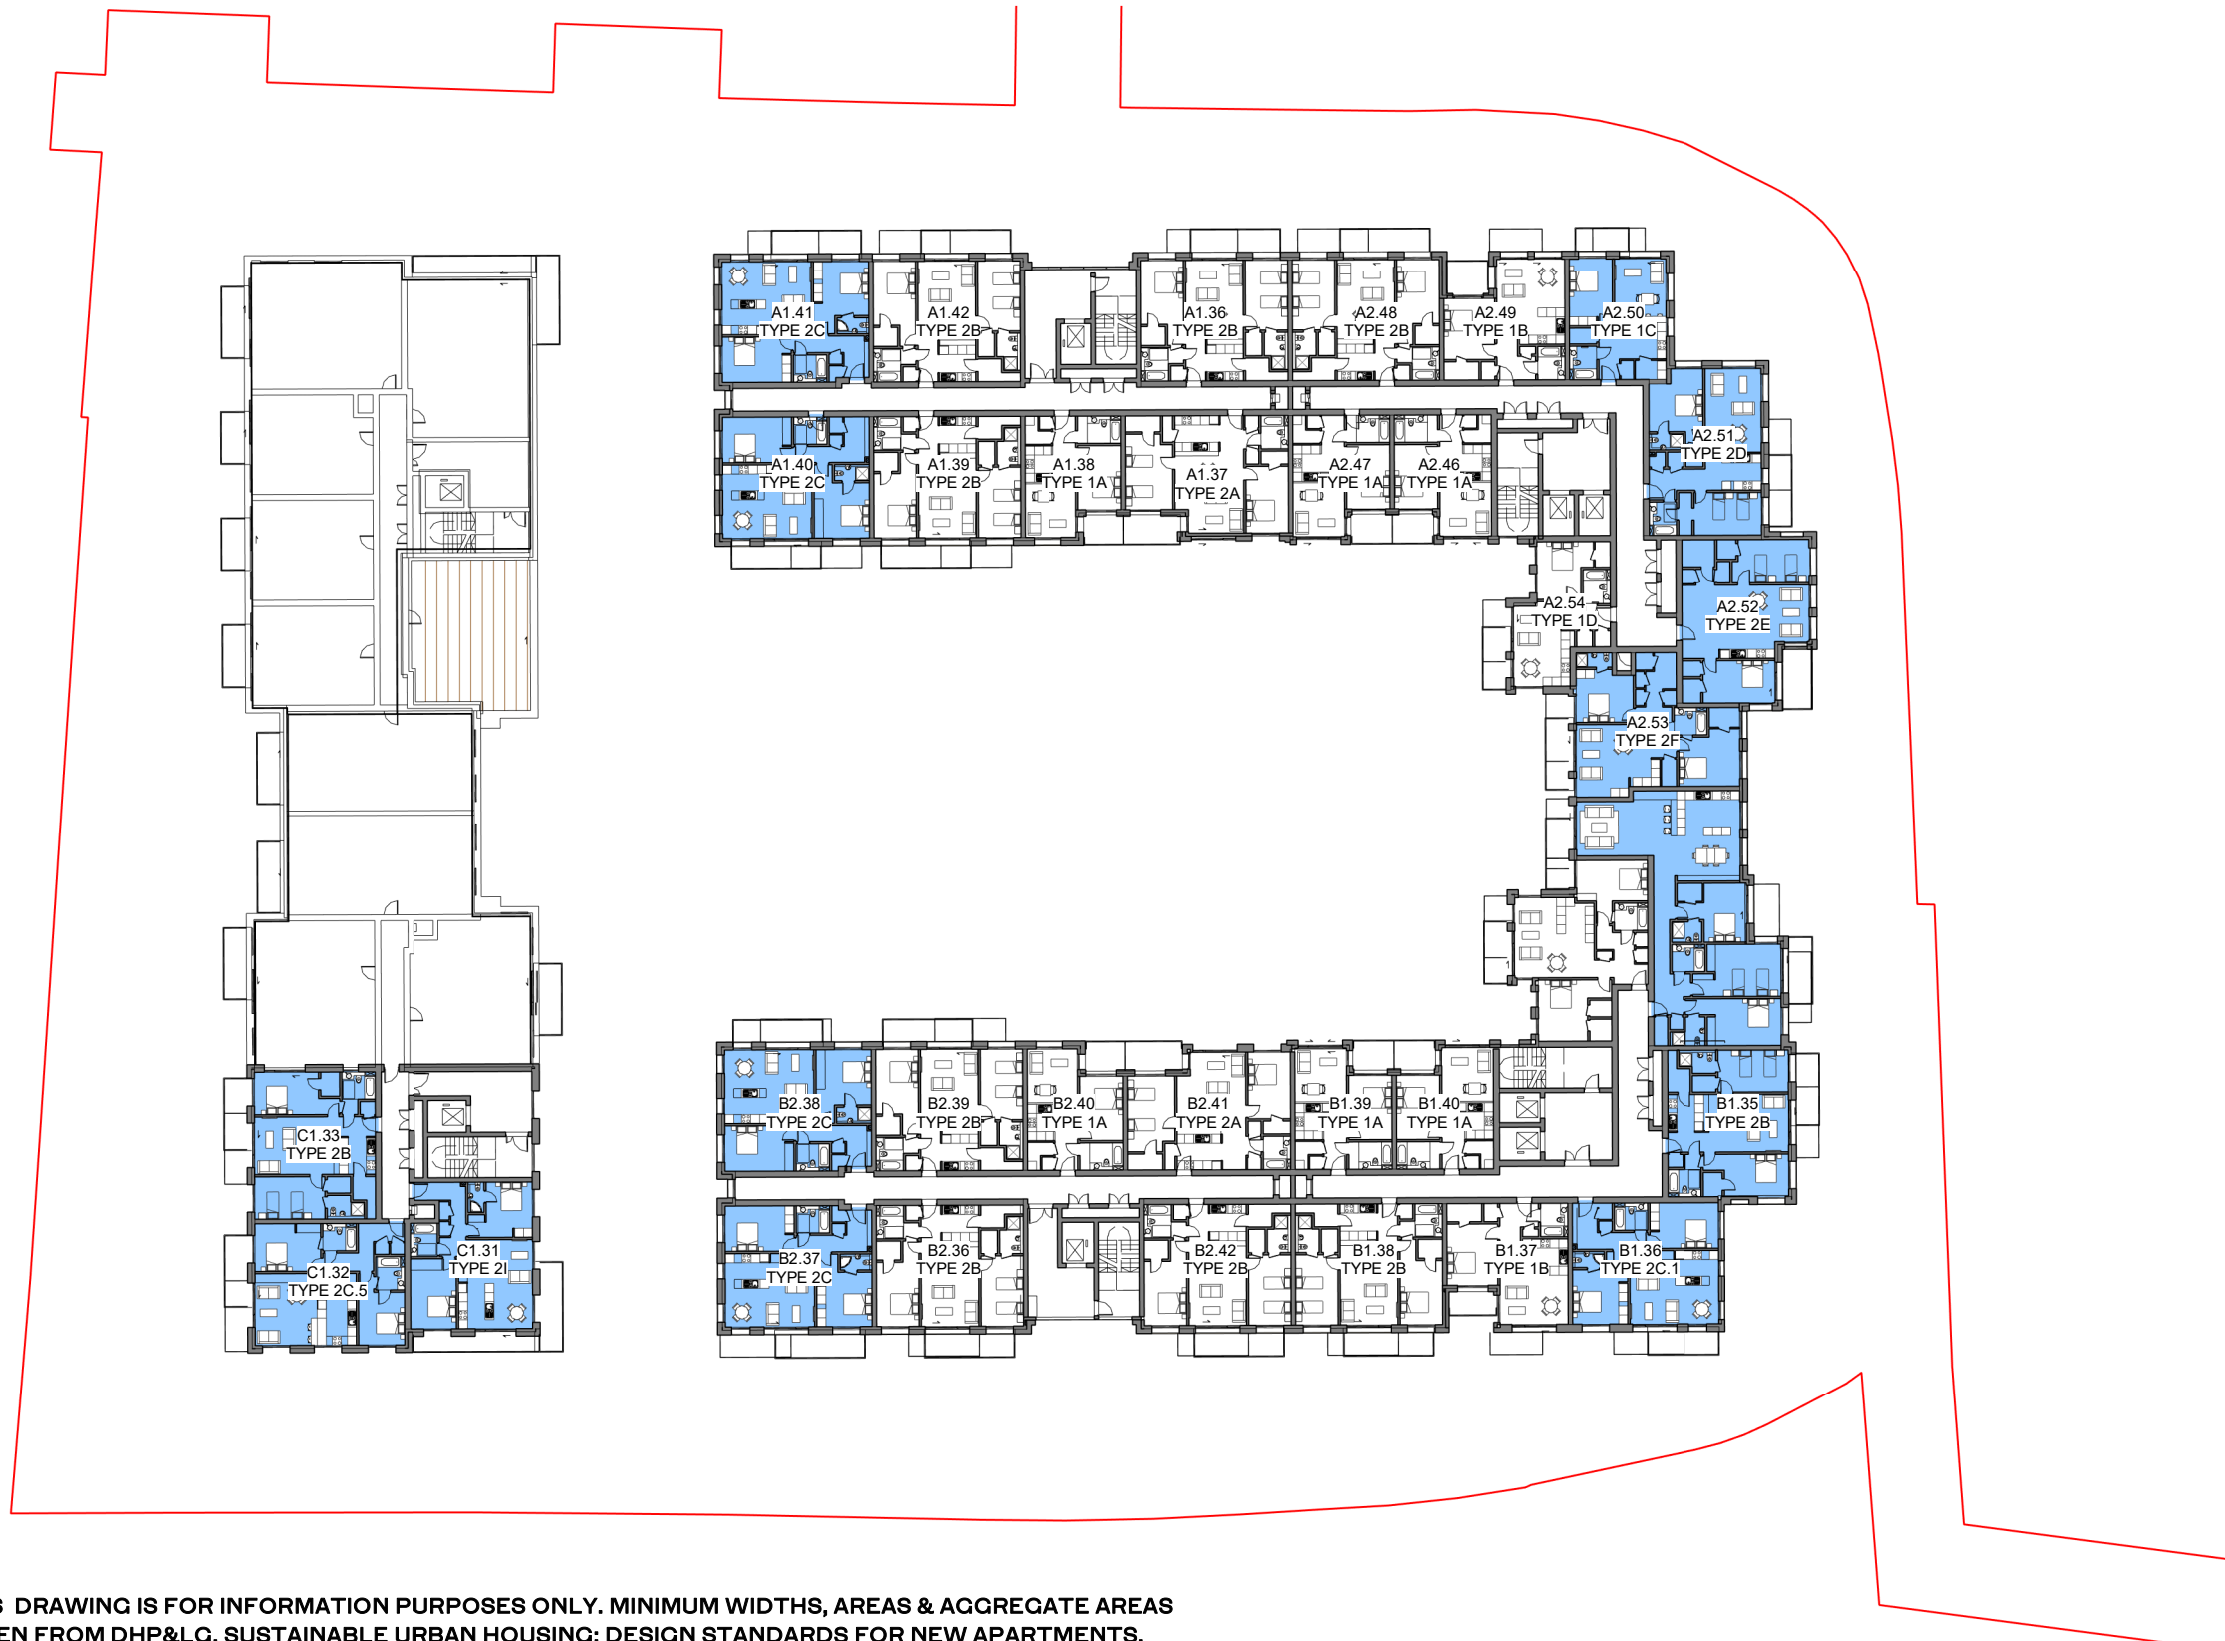 A1.41
TYPE 2C
A1.42
TYPE 2B
A1.36
TYPE 2B
A2.48
TYPE 2B
A2.49
TYPE 1B
A2.50
TYPE 1C
A1.40
TYPE 2C
A1.39
TYPE 2B
A1.38
TYPE 1A
A1.37
TYPE 2A
A2.47
TYPE 1A
A2.46
TYPE 1A
A2.51
TYPE 2D
A2.54
TYPE 1D
A2.52
TYPE 2E
A2.53
TYPE 2F
B2.38
TYPE 2C
B2.39
TYPE 2B
B2.40
TYPE 1A
B2.41
TYPE 2A
B1.39
TYPE 1A
B1.40
TYPE 1A
B1.35
TYPE 2B
C1.33
TYPE 2B
C1.32
TYPE 2C.5
C1.31
TYPE 2I
B2.37
TYPE 2C
B2.36
TYPE 2B
B2.42
TYPE 2B
B1.38
TYPE 2B
B1.37
TYPE 1B
B1.36
TYPE 2C.1
DRAWING IS FOR INFORMATION PURPOSES ONLY. MINIMUM WIDTHS, AREAS & AGGREGATE AREAS
FROM DHP&LG, SUSTAINABLE URBAN HOUSING: DESIGN STANDARDS FOR NEW APARTMENTS.